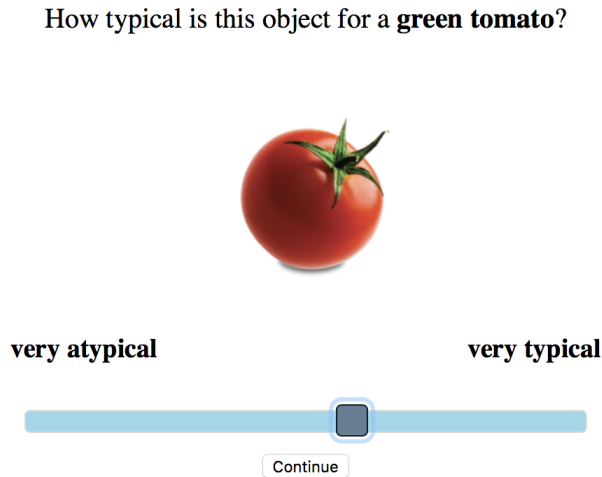 How typical is this object for a green tomato?
very atypical very typical
Continue